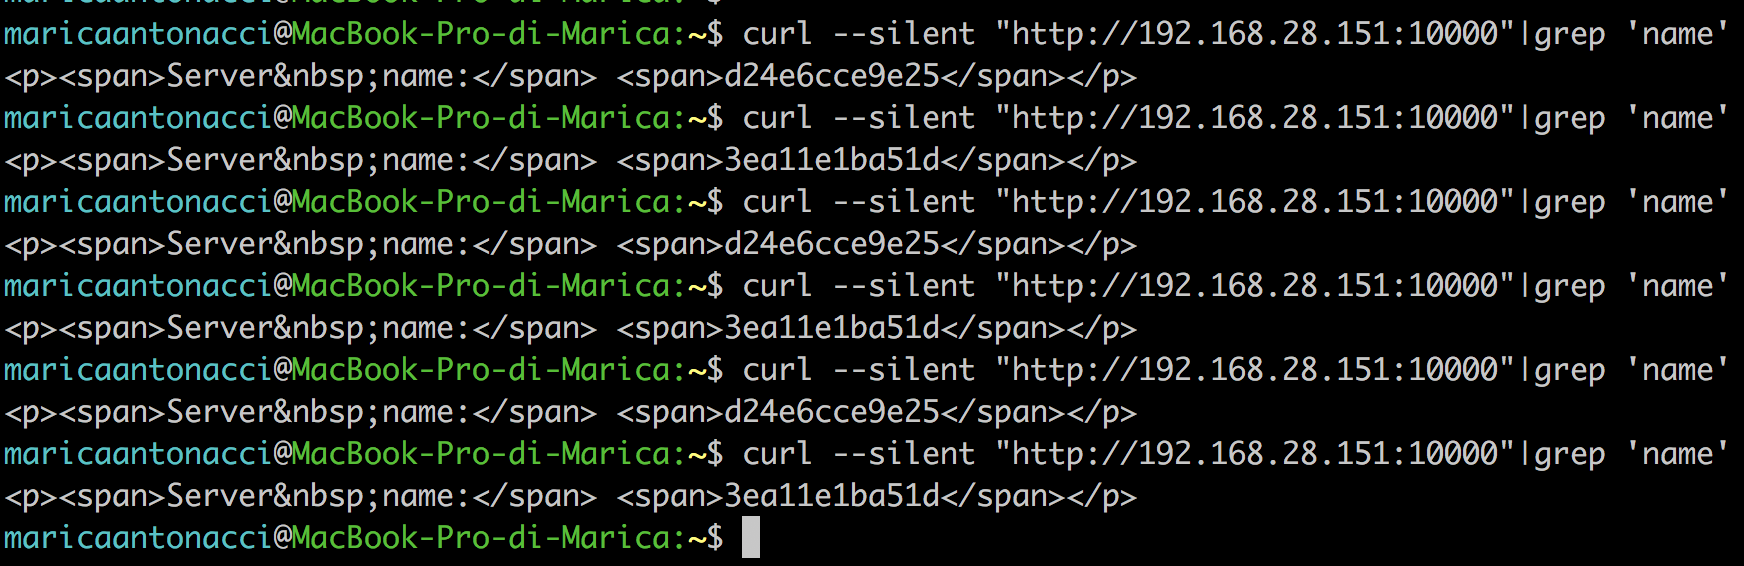 maricaantonacci@MacBook-Pro-di-Marica:~$
maricaantonacci@MacBook-Pro-di-Marica:~$ curl --silent "http://192.168.28.151:10000"|grep 'name'
<p><span>Server&nbsp;name:</span> <span>d24e6cce9e25</span></p>
maricaantonacci@MacBook-Pro-di-Marica:~$ curl --silent "http://192.168.28.151:10000"|grep 'name'
<p><span>Server&nbsp;name:</span> <span>3ea11e1ba51d</span></p>
maricaantonacci@MacBook-Pro-di-Marica:~$ curl --silent "http://192.168.28.151:10000"|grep 'name'
<p><span>Server&nbsp;name:</span> <span>d24e6cce9e25</span></p>
maricaantonacci@MacBook-Pro-di-Marica:~$ curl --silent "http://192.168.28.151:10000"|grep 'name'
<p><span>Server&nbsp;name:</span> <span>3ea11e1ba51d</span></p>
maricaantonacci@MacBook-Pro-di-Marica:~$ curl --silent "http://192.168.28.151:10000"|grep 'name'
<p><span>Server&nbsp;name:</span> <span>d24e6cce9e25</span></p>
maricaantonacci@MacBook-Pro-di-Marica:~$ curl --silent "http://192.168.28.151:10000"|grep 'name'
<p><span>Server&nbsp;name:</span> <span>3ea11e1ba51d</span></p>
maricaantonacci@MacBook-Pro-di-Marica:~$